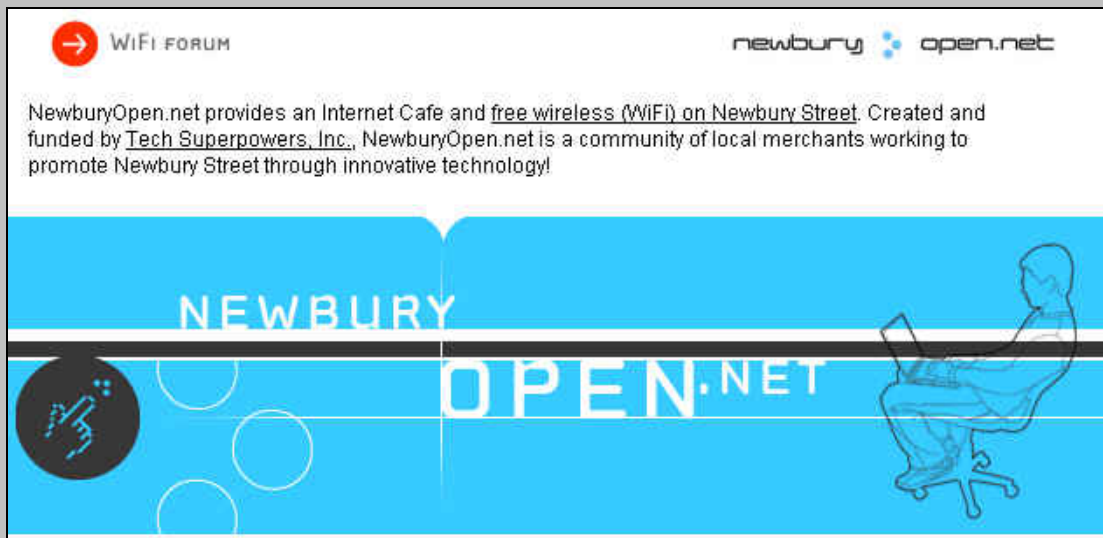 WiFi FORUM
newbury open.net
NewburyOpen.net provides an Internet Cafe and free wireless (WiFi) on Newbury Street. Created and
funded by Tech Superpowers, Inc., NewburyOpen.net is a community of local merchants working to
promote Newbury Street through innovative technology!
NEWBURY
OPEN.NET